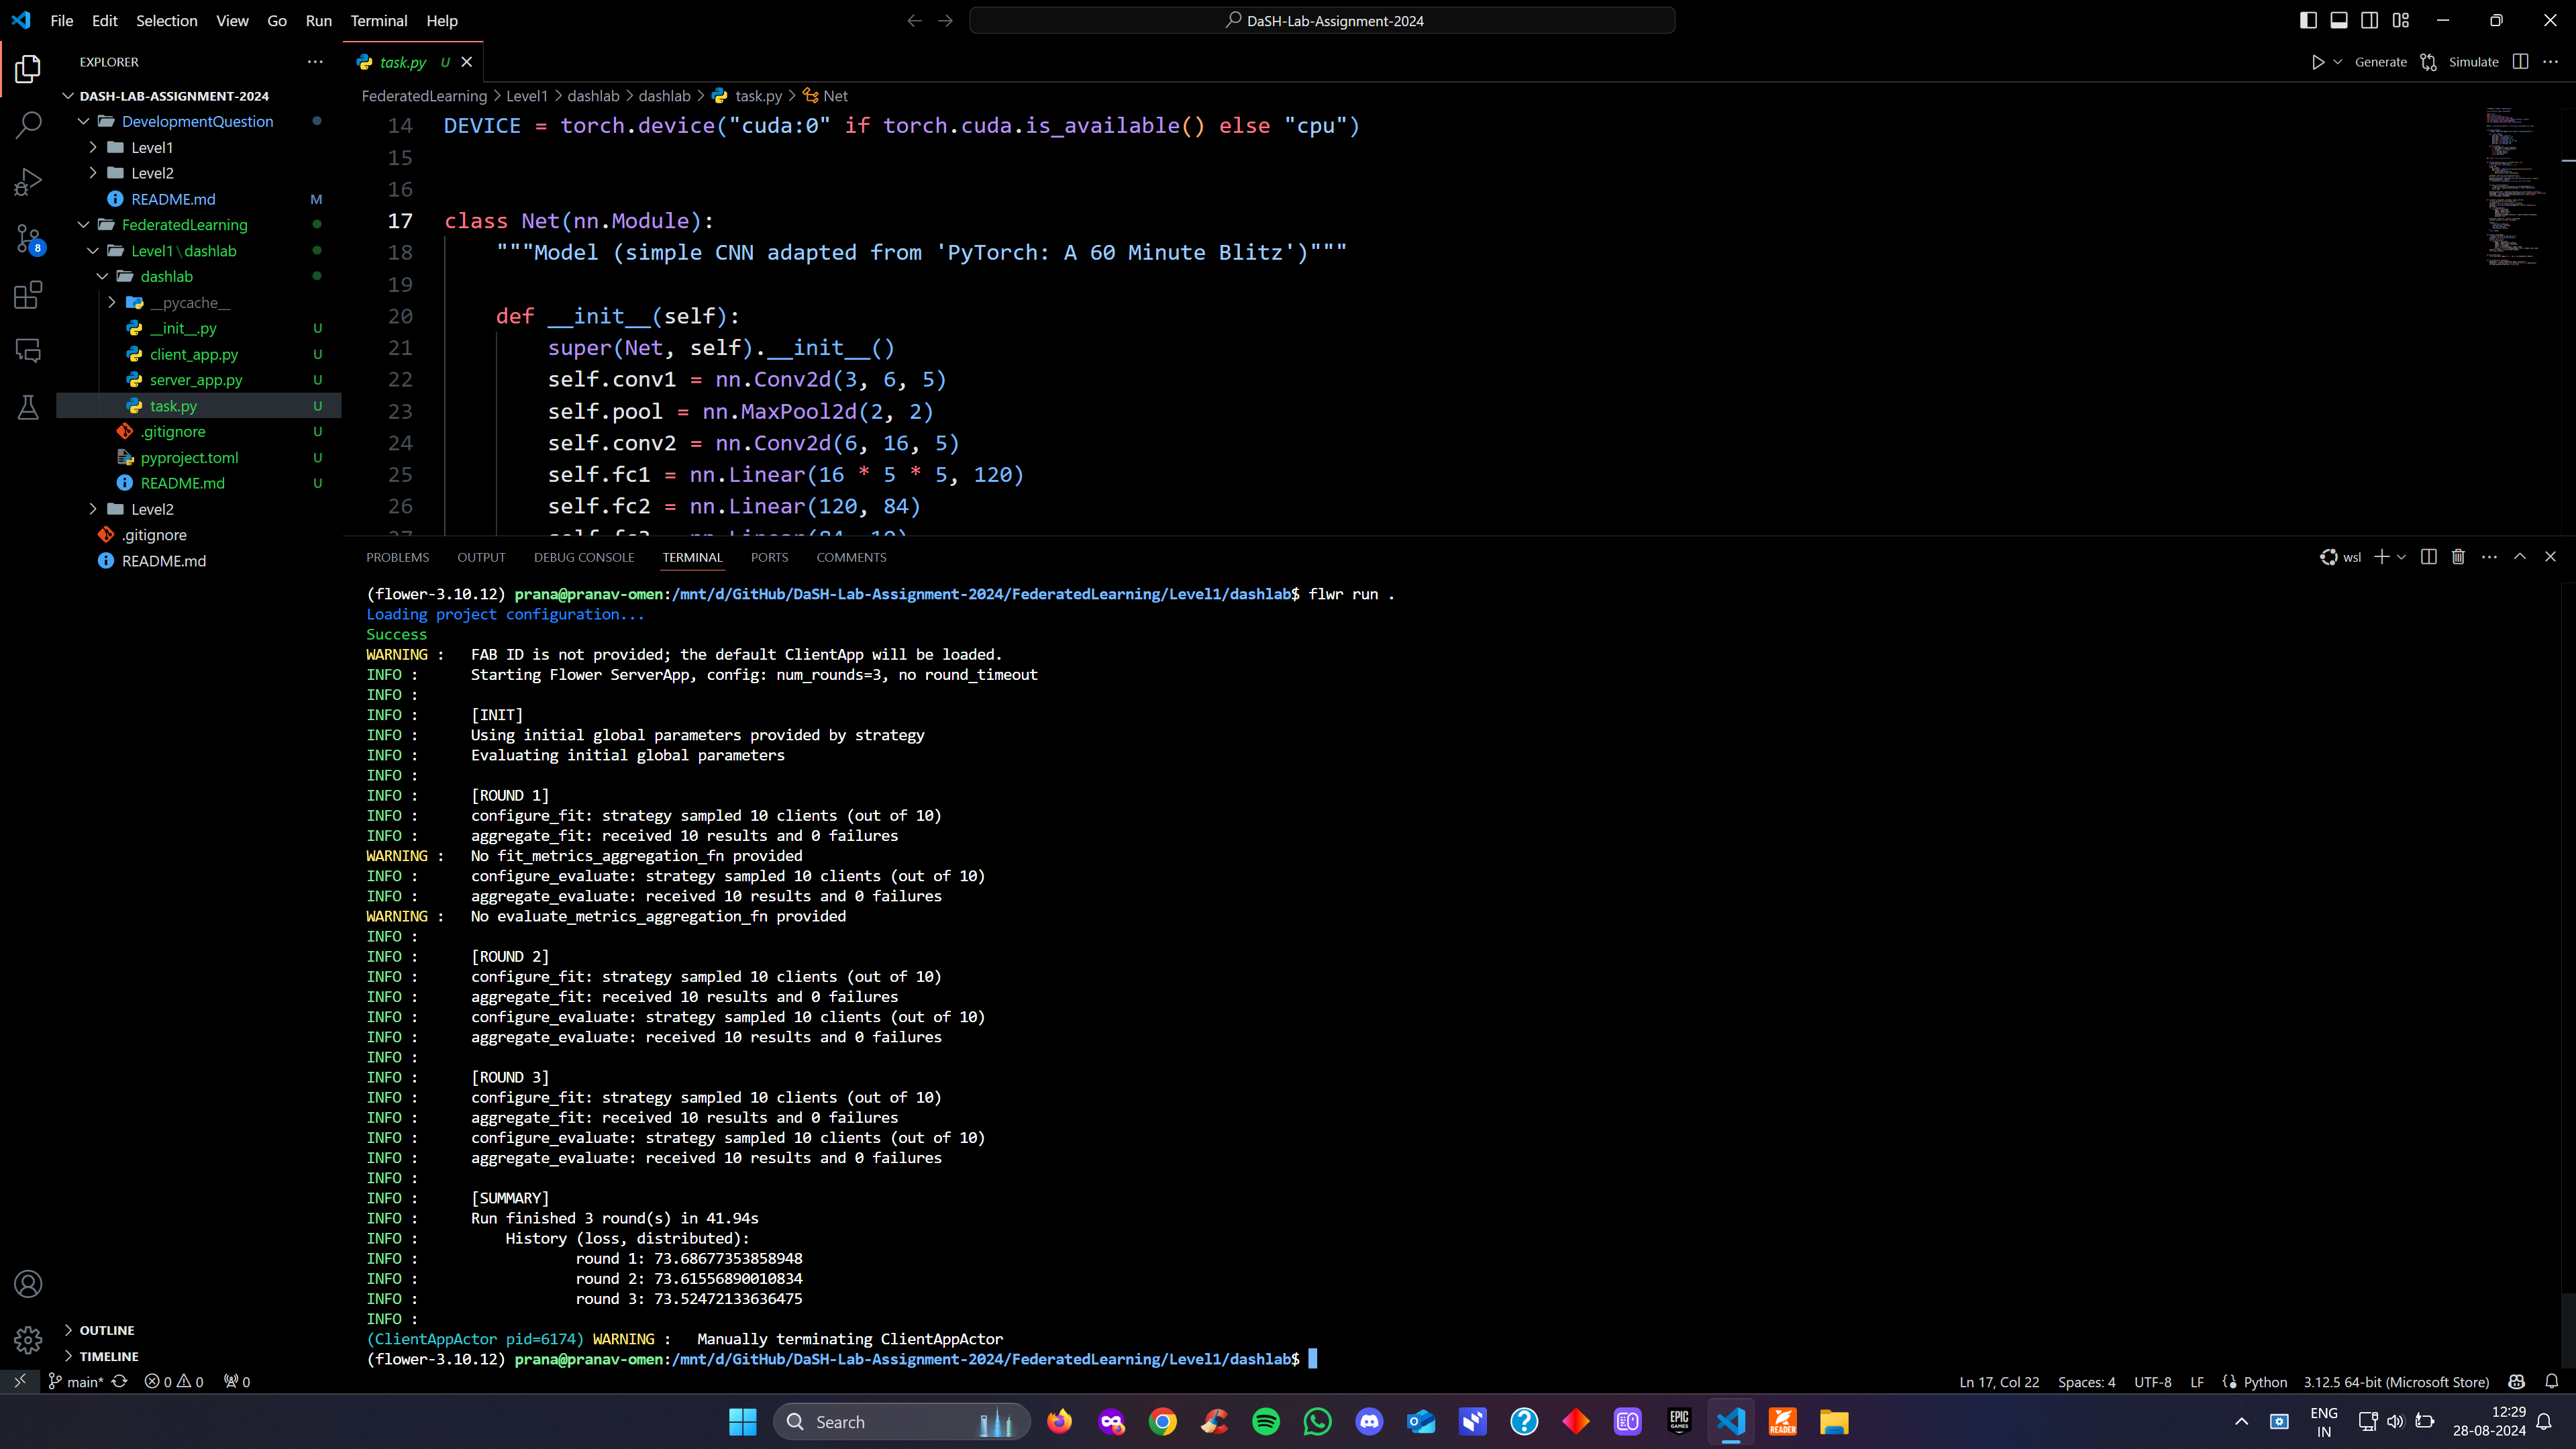 File Edit Selection View Go Run Terminal Help
DaSH-Lab-Assignment-2024
EXPLORER
DASH-LAB-ASSIGNMENT-2024
DevelopmentQuestion
Level1
Level2
README.md M
FederatedLearning
Level1\dashlab
dashlab
__pycache__
__init__.py U
client_app.py U
server_app.py U
task.py U
.gitignore U
pyproject.toml U
README.md U
Level2
.gitignore
README.md
OUTLINE
TIMELINE
8
task.py U
Generate Simulate
FederatedLearning > Level1 > dashlab > dashlab > task.py > Net
14 DEVICE = torch.device("cuda:0" if torch.cuda.is_available() else "cpu")
15
16
17 class Net(nn.Module):
18 """Model (simple CNN adapted from 'PyTorch: A 60 Minute Blitz')"""
19
20 def __init__(self):
21 super(Net, self).__init__()
22 self.conv1 = nn.Conv2d(3, 6, 5)
23 self.pool = nn.MaxPool2d(2, 2)
24 self.conv2 = nn.Conv2d(6, 16, 5)
25 self.fc1 = nn.Linear(16 * 5 * 5, 120)
26 self.fc2 = nn.Linear(120, 84)
PROBLEMS OUTPUT DEBUG CONSOLE TERMINAL PORTS COMMENTS
wsl
(flower-3.10.12) prana@pranav-omen:/mnt/d/GitHub/DaSH-Lab-Assignment-2024/FederatedLearning/Level1/dashlab$ flwr run .
Loading project configuration...
Success
WARNING : FAB ID is not provided; the default ClientApp will be loaded.
INFO : Starting Flower ServerApp, config: num_rounds=3, no round_timeout
INFO :
INFO : [INIT]
INFO : Using initial global parameters provided by strategy
INFO : Evaluating initial global parameters
INFO :
INFO : [ROUND 1]
INFO : configure_fit: strategy sampled 10 clients (out of 10)
INFO : aggregate_fit: received 10 results and 0 failures
WARNING : No fit_metrics_aggregation_fn provided
INFO : configure_evaluate: strategy sampled 10 clients (out of 10)
INFO : aggregate_evaluate: received 10 results and 0 failures
WARNING : No evaluate_metrics_aggregation_fn provided
INFO :
INFO : [ROUND 2]
INFO : configure_fit: strategy sampled 10 clients (out of 10)
INFO : aggregate_fit: received 10 results and 0 failures
INFO : configure_evaluate: strategy sampled 10 clients (out of 10)
INFO : aggregate_evaluate: received 10 results and 0 failures
INFO :
INFO : [ROUND 3]
INFO : configure_fit: strategy sampled 10 clients (out of 10)
INFO : aggregate_fit: received 10 results and 0 failures
INFO : configure_evaluate: strategy sampled 10 clients (out of 10)
INFO : aggregate_evaluate: received 10 results and 0 failures
INFO :
INFO : [SUMMARY]
INFO : Run finished 3 round(s) in 41.94s
INFO : History (loss, distributed):
INFO : round 1: 73.68677353858948
INFO : round 2: 73.61556890010834
INFO : round 3: 73.52472133636475
INFO :
(ClientAppActor pid=6174) WARNING : Manually terminating ClientAppActor
(flower-3.10.12) prana@pranav-omen:/mnt/d/GitHub/DaSH-Lab-Assignment-2024/FederatedLearning/Level1/dashlab$
main* 0 0 0
Ln 17, Col 22 Spaces: 4 UTF-8 LF Python 3.12.5 64-bit (Microsoft Store)
Search
EPIC GAMES
READER
ENG
IN
12:29
28-08-2024